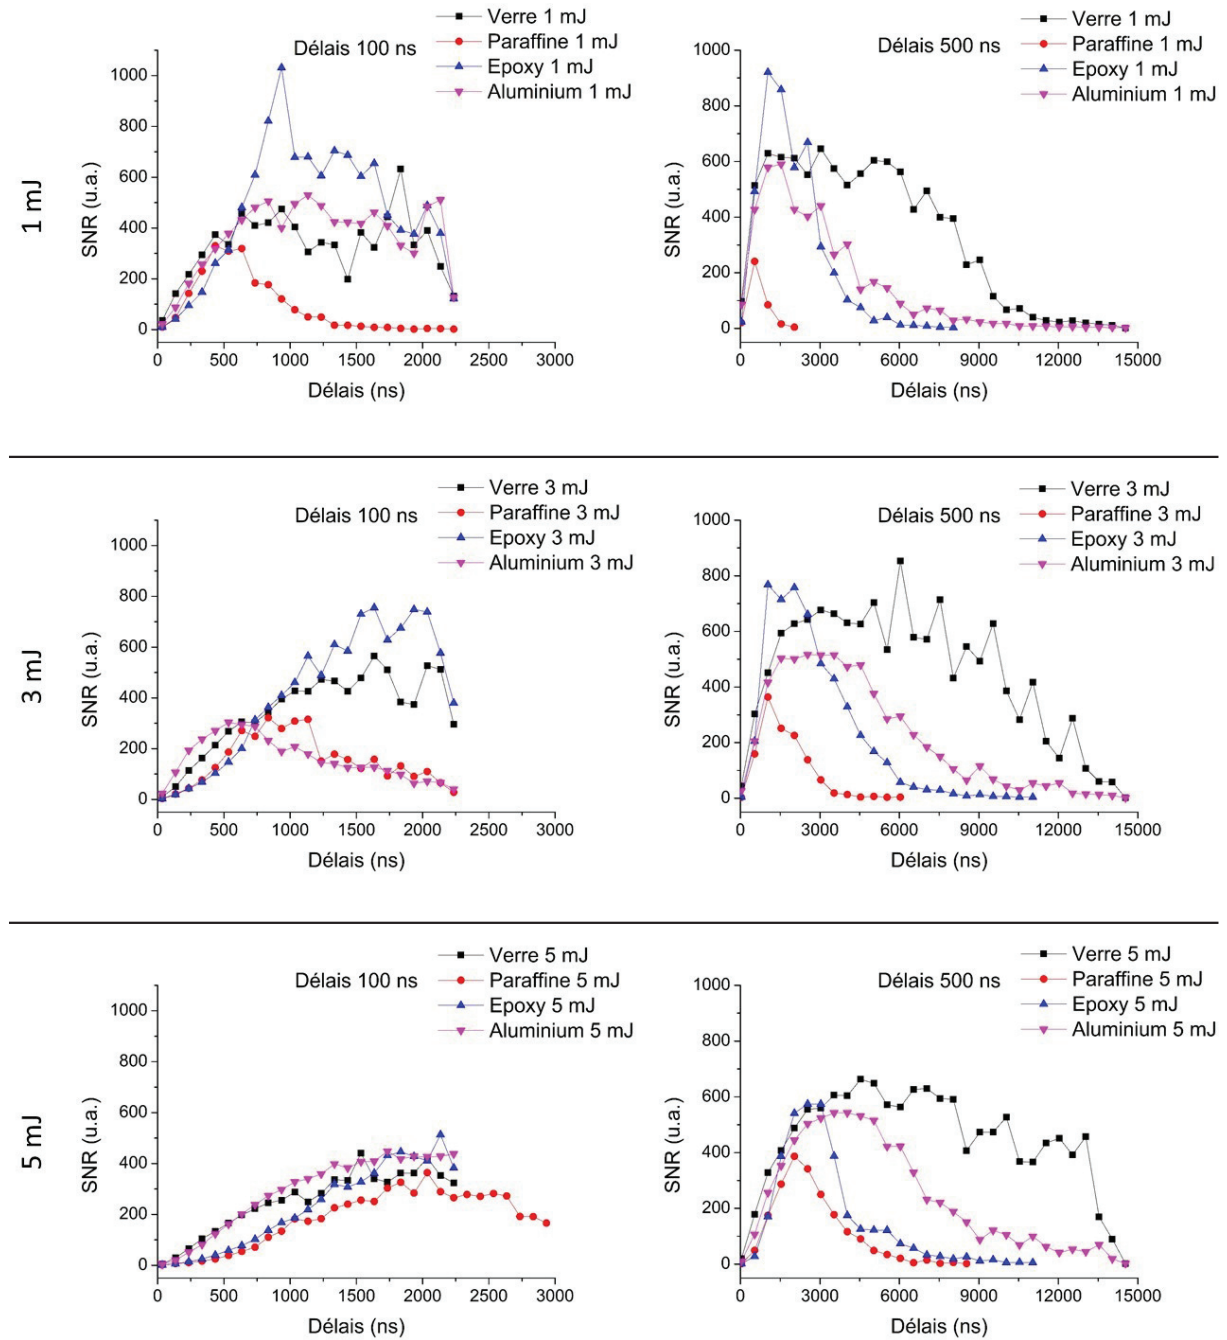 1 mJ
Délais 100 ns
Verre 1 mJ
Paraffine 1 mJ
Epoxy 1 mJ
Aluminium 1 mJ
SNR (u.a.)
1000
800
600
400
200
0
0 500 1000 1500 2000 2500 3000
Délais (ns)
Délais 500 ns
Verre 1 mJ
Paraffine 1 mJ
Epoxy 1 mJ
Aluminium 1 mJ
SNR (u.a.)
1000
800
600
400
200
0
0 3000 6000 9000 12000 15000
Délais (ns)
3 mJ
Délais 100 ns
Verre 3 mJ
Paraffine 3 mJ
Epoxy 3 mJ
Aluminium 3 mJ
SNR (u.a.)
1000
800
600
400
200
0
0 500 1000 1500 2000 2500 3000
Délais (ns)
Délais 500 ns
Verre 3 mJ
Paraffine 3 mJ
Epoxy 3 mJ
Aluminium 3 mJ
SNR (u.a.)
1000
800
600
400
200
0
0 3000 6000 9000 12000 15000
Délais (ns)
5 mJ
Délais 100 ns
Verre 5 mJ
Paraffine 5 mJ
Epoxy 5 mJ
Aluminium 5 mJ
SNR (u.a.)
1000
800
600
400
200
0
0 500 1000 1500 2000 2500 3000
Délais (ns)
Délais 500 ns
Verre 5 mJ
Paraffine 5 mJ
Epoxy 5 mJ
Aluminium 5 mJ
SNR (u.a.)
1000
800
600
400
200
0
0 3000 6000 9000 12000 15000
Délais (ns)